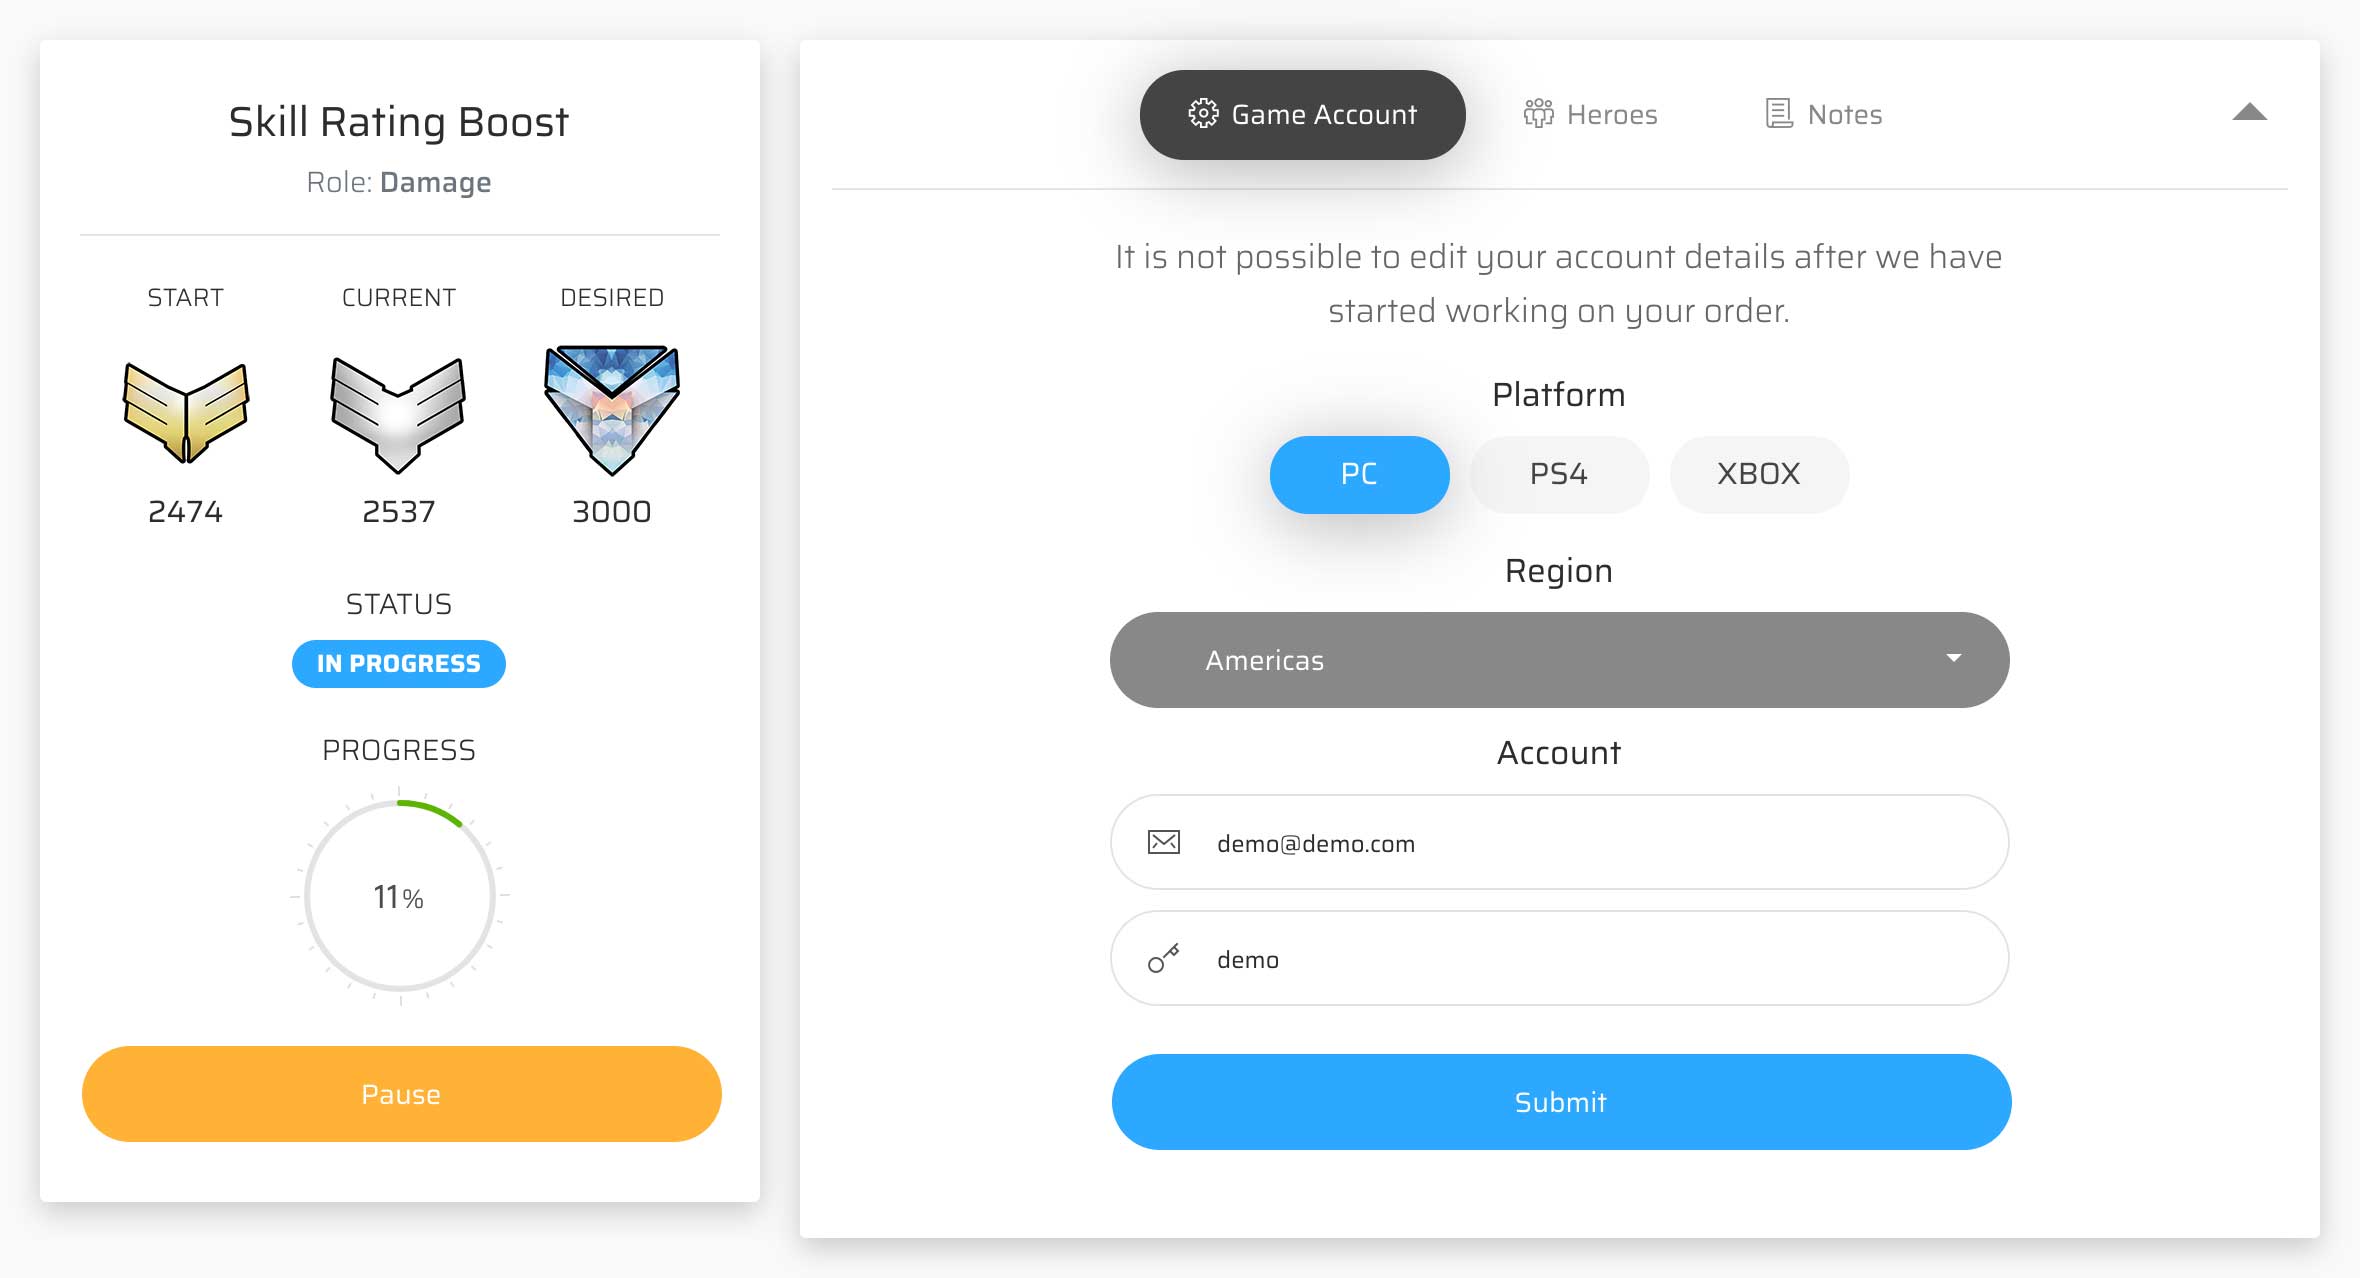 Skill Rating Boost
Role: Damage
START CURRENT DESIRED
2474 2537 3000
STATUS
IN PROGRESS
PROGRESS
11%
Pause
Game Account Heroes Notes
It is not possible to edit your account details after we have
started working on your order.
Platform
PC PS4 XBOX
Region
Americas
Account
demo@demo.com
demo
Submit